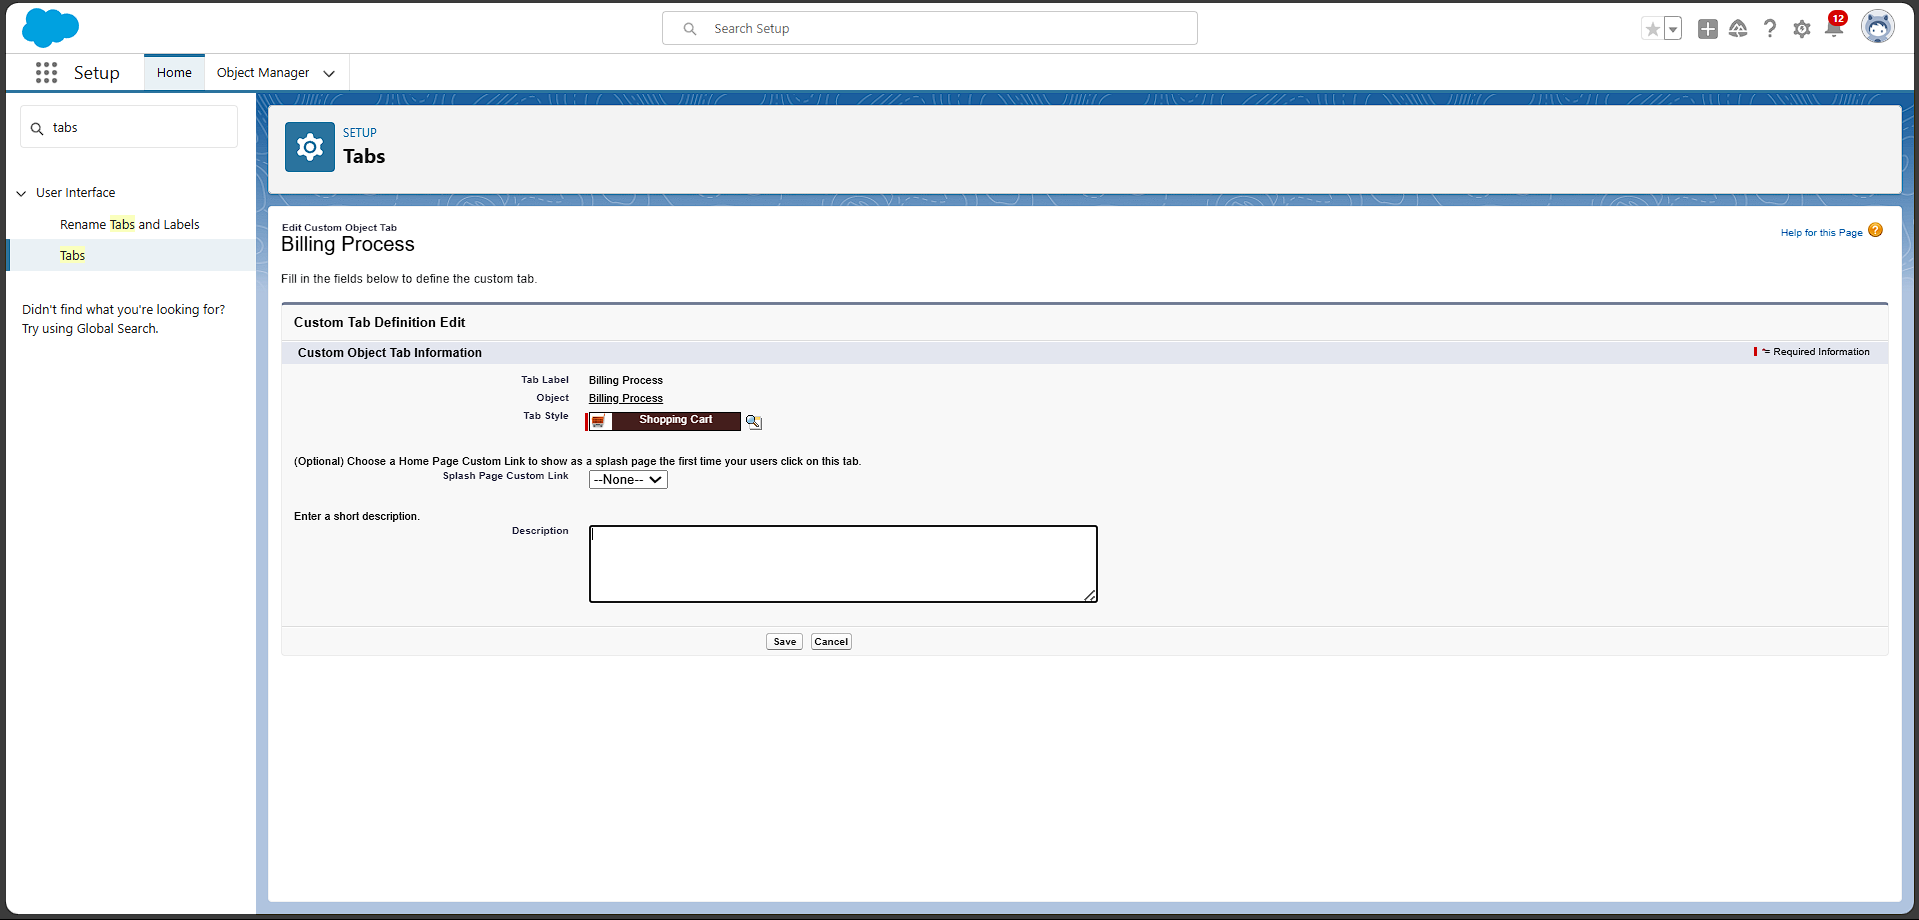 Search Setup
12
Setup
Home
Object Manager
tabs
User Interface
Rename Tabs and Labels
Tabs
Didn't find what you're looking for?
Try using Global Search.
SETUP
Tabs
Edit Custom Object Tab
Billing Process
Help for this Page
Fill in the fields below to define the custom tab.
Custom Tab Definition Edit
Custom Object Tab Information
= Required Information
Tab Label Billing Process
Object Billing Process
Tab Style Shopping Cart
(Optional) Choose a Home Page Custom Link to show as a splash page the first time your users click on this tab.
Splash Page Custom Link --None--
Enter a short description.
Description
Save Cancel